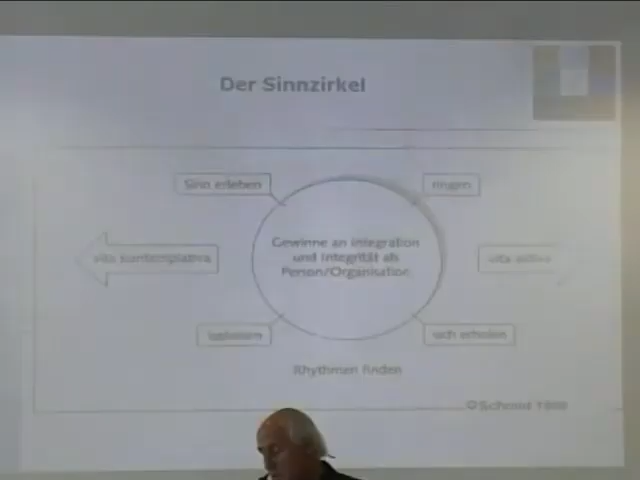 Der Sinnzirkel
Sinn erleben
ringen
Gewinne an Integration
und Integrität als
Person/Organisation
vita contemplativa
vita activa
sich erholen
Rhythmen finden
©Schmid